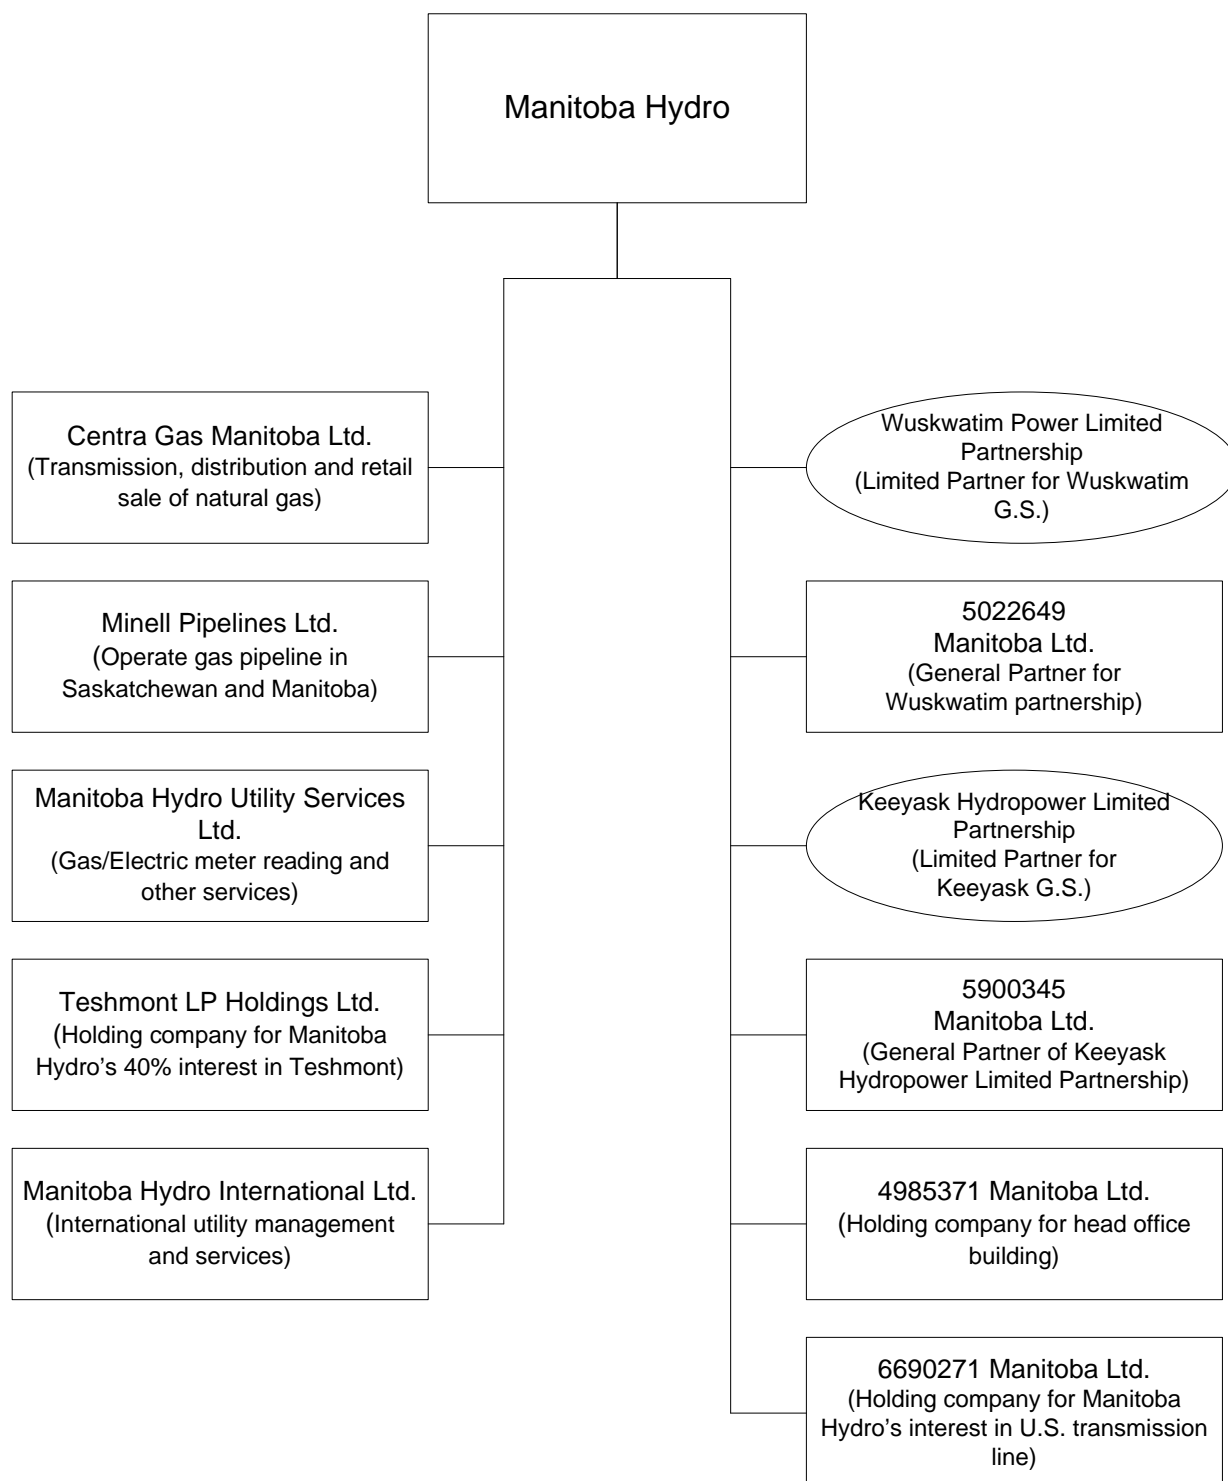 Manitoba Hydro
Centra Gas Manitoba Ltd.
(Transmission, distribution and retail
sale of natural gas)
Minell Pipelines Ltd.
(Operate gas pipeline in
Saskatchewan and Manitoba)
Manitoba Hydro Utility Services
Ltd.
(Gas/Electric meter reading and
other services)
Teshmont LP Holdings Ltd.
(Holding company for Manitoba
Hydro’s 40% interest in Teshmont)
Manitoba Hydro International Ltd.
(International utility management
and services)
Wuskwatim Power Limited
Partnership
(Limited Partner for Wuskwatim
G.S.)
5022649
Manitoba Ltd.
(General Partner for
Wuskwatim partnership)
Keeyask Hydropower Limited
Partnership
(Limited Partner for
Keeyask G.S.)
5900345
Manitoba Ltd.
(General Partner of Keeyask
Hydropower Limited Partnership)
4985371 Manitoba Ltd.
(Holding company for head office
building)
6690271 Manitoba Ltd.
(Holding company for Manitoba
Hydro’s interest in U.S. transmission
line)